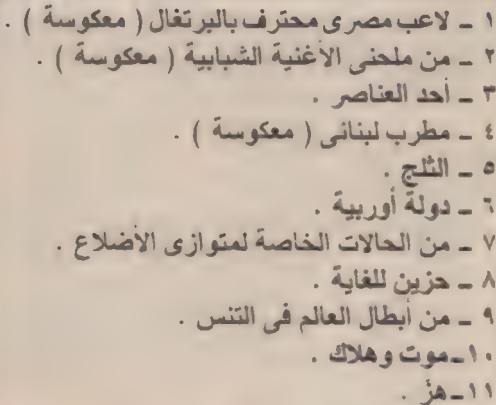 ١ ـ لاعب مصرى محترف بالبرتغال ( معكوسة ) .
٢ ـ من ملحنى الأغنية الشبابية ( معكوسة ) .
٣ ـ أحد العناصر .
٤ ـ مطرب لبنانى ( معكوسة ) .
٥ ـ الثلج .
٦ ـ دولة أوربية .
٧ ـ من الحالات الخاصة لمتوازى الأضلاع .
٨ ـ حزين للغاية .
٩ ـ من أبطال العالم فى التنس .
١٠ـ موت وهلاك .
١١ـ هزّ .